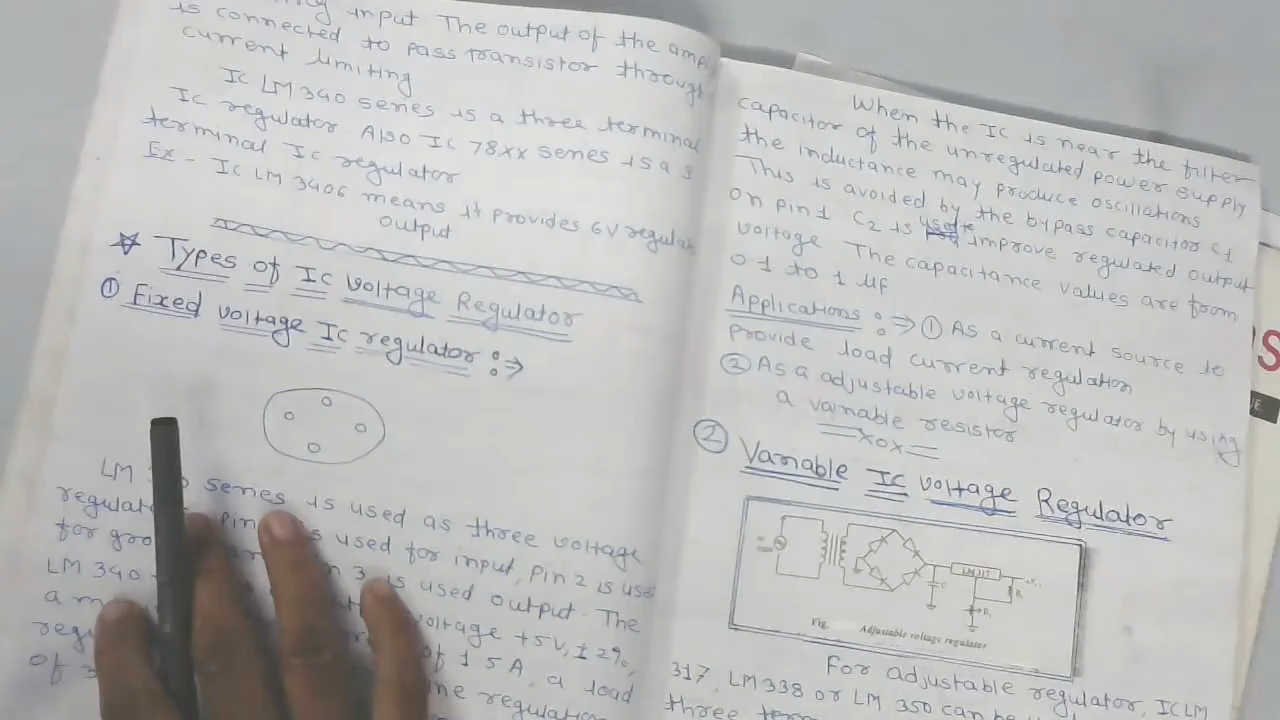 input The output of the amp
is connected to pass transistor through
current limiting
IC LM 340 series is a three terminal
IC regulator Also IC 78XX series is a 3
terminal IC regulator
Ex - IC LM 3406 means it provides 6V regula
output
Types of IC voltage Regulator
① Fixed voltage IC regulator :⇒
LM series is used as three voltage
regulat Pin is used for input, Pin 2 is used
for gro 3 is used output. The
LM 340
a m voltage +5V, ± 2%,
regu of 1 5 A, a load
of 3 regulation
When the IC is near the filter
capacitor of the unregulated power supply
the inductance may produce oscillations
This is avoided by the bypass capacitor C1
on pin 1 C2 is improve regulated output
voltage The capacitance values are from
0 1 to 1 μf
Applications :⇒ ① As a current source to
provide load current regulation
② As a adjustable voltage regulator by using
a variable resistor
=xox=
② Variable IC voltage Regulator
LM317
C
R
Fig. Adjustable voltage regulator
For adjustable regulator, IC LM
317, LM 338 or LM 350 can be
three
S